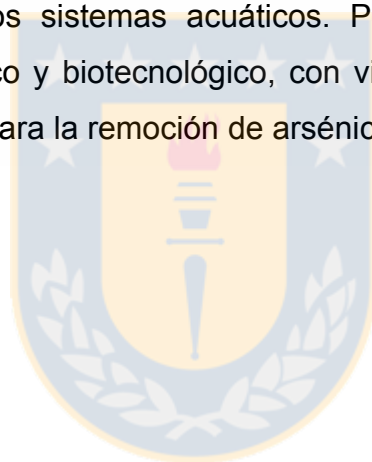 os sistemas acuáticos. P
co y biotecnológico, con vi
ara la remoción de arsénic